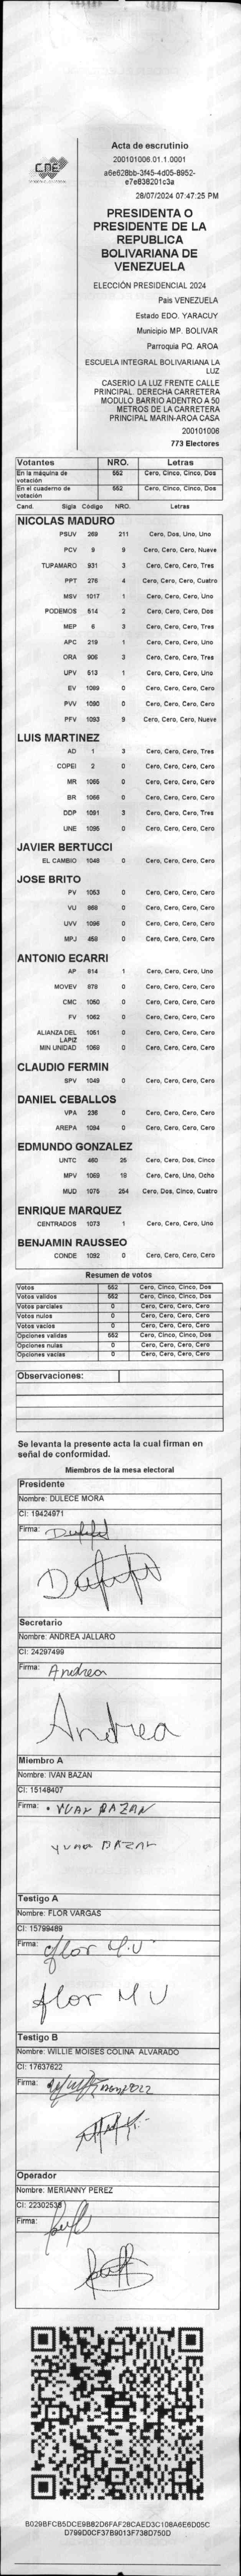 CNE
Acta de escrutinio
200101006.01.1.0001
a6e628bb-3f45-4d05-8952-
e7e838201c3a
28/07/2024 07:47:25 PM
PRESIDENTA O
PRESIDENTE DE LA
REPUBLICA
BOLIVARIANA DE
VENEZUELA
ELECCIÓN PRESIDENCIAL 2024
País VENEZUELA
Estado EDO. YARACUY
Municipio MP. BOLIVAR
Parroquia PQ. AROA
ESCUELA INTEGRAL BOLIVARIANA LA
LUZ
CASERIO LA LUZ FRENTE CALLE
PRINCIPAL. DERECHA CARRETERA
MODULO BARRIO ADENTRO A 50
METROS DE LA CARRETERA
PRINCIPAL MARIN-AROA CASA
200101006
773 Electores
Votantes NRO. Letras
En la máquina de votación 552 Cero, Cinco, Cinco, Dos
En el cuaderno de votación 552 Cero, Cinco, Cinco, Dos
Cand. Sigla Código NRO. Letras
NICOLAS MADURO
PSUV 269 211 Cero, Dos, Uno, Uno
PCV 9 9 Cero, Cero, Cero, Nueve
TUPAMARO 931 3 Cero, Cero, Cero, Tres
PPT 276 4 Cero, Cero, Cero, Cuatro
MSV 1017 1 Cero, Cero, Cero, Uno
PODEMOS 514 2 Cero, Cero, Cero, Dos
MEP 6 3 Cero, Cero, Cero, Tres
APC 219 1 Cero, Cero, Cero, Uno
ORA 906 3 Cero, Cero, Cero, Tres
UPV 513 1 Cero, Cero, Cero, Uno
EV 1089 0 Cero, Cero, Cero, Cero
PVV 1090 0 Cero, Cero, Cero, Cero
PFV 1093 9 Cero, Cero, Cero, Nueve
LUIS MARTINEZ
AD 1 3 Cero, Cero, Cero, Tres
COPEI 2 0 Cero, Cero, Cero, Cero
MR 1065 0 Cero, Cero, Cero, Cero
BR 1066 0 Cero, Cero, Cero, Cero
DDP 1091 3 Cero, Cero, Cero, Tres
UNE 1095 0 Cero, Cero, Cero, Cero
JAVIER BERTUCCI
EL CAMBIO 1048 0 Cero, Cero, Cero, Cero
JOSE BRITO
PV 1053 0 Cero, Cero, Cero, Cero
VU 868 0 Cero, Cero, Cero, Cero
UVV 1096 0 Cero, Cero, Cero, Cero
MPJ 458 0 Cero, Cero, Cero, Cero
ANTONIO ECARRI
AP 914 1 Cero, Cero, Cero, Uno
MOVEV 878 0 Cero, Cero, Cero, Cero
CMC 1050 0 Cero, Cero, Cero, Cero
FV 1062 0 Cero, Cero, Cero, Cero
ALIANZA DEL LAPIZ 1051 0 Cero, Cero, Cero, Cero
MIN UNIDAD 1069 0 Cero, Cero, Cero, Cero
CLAUDIO FERMIN
SPV 1049 0 Cero, Cero, Cero, Cero
DANIEL CEBALLOS
VPA 236 0 Cero, Cero, Cero, Cero
AREPA 1094 0 Cero, Cero, Cero, Cero
EDMUNDO GONZALEZ
UNTC 460 25 Cero, Cero, Dos, Cinco
MPV 1069 18 Cero, Cero, Uno, Ocho
MUD 1075 254 Cero, Dos, Cinco, Cuatro
ENRIQUE MARQUEZ
CENTRADOS 1073 1 Cero, Cero, Cero, Uno
BENJAMIN RAUSSEO
CONDE 1092 0 Cero, Cero, Cero, Cero
Resumen de votos
Votos 552 Cero, Cinco, Cinco, Dos
Votos validos 552 Cero, Cinco, Cinco, Dos
Votos parciales 0 Cero, Cero, Cero, Cero
Votos nulos 0 Cero, Cero, Cero, Cero
Votos vacíos 0 Cero, Cero, Cero, Cero
Opciones validas 552 Cero, Cinco, Cinco, Dos
Opciones nulas 0 Cero, Cero, Cero, Cero
Opciones vacías 0 Cero, Cero, Cero, Cero
Observaciones:
Se levanta la presente acta la cual firman en
señal de conformidad.
Miembros de la mesa electoral
Presidente
Nombre: DULECE MORA
CI: 19424971
Firma:
Secretario
Nombre: ANDREA JALLARO
CI: 24297499
Firma: Andrea
Andrea
Miembro A
Nombre: IVAN BAZAN
CI: 15148407
Firma: BAZAN
BAZAN
Testigo A
Nombre: FLOR VARGAS
CI: 15799489
Firma: flor M.V
flor M V
Testigo B
Nombre: WILLIE MOISES COLINA ALVARADO
CI: 17637622
Firma:
Operador
Nombre: MERIANNY PEREZ
CI: 22302538
Firma:
B029BFCB5DCE9B82D6FAF28CAED3C108A6E6D05C
D799D0CF37B9013F738D750D